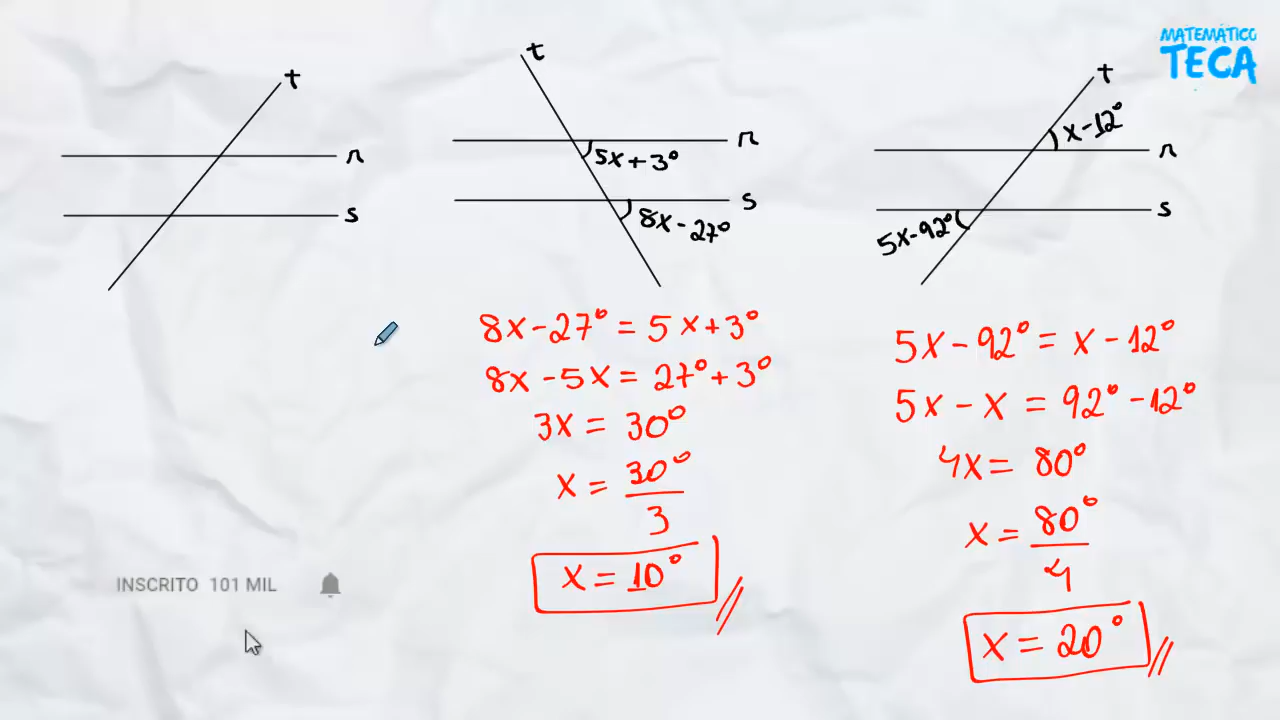 MATEMÁTICO
TECA
t
r
s
t
r
s
5x+3°
8x-27°
t
r
s
x-12°
5x-92°
8x-27°=5x+3°
8x-5x=27°+3°
3x=30°
x=30°/3
x=10°
5x-92°=x-12°
5x-x=92°-12°
4x=80°
x=80°/4
x=20°
INSCRITO 101 MIL